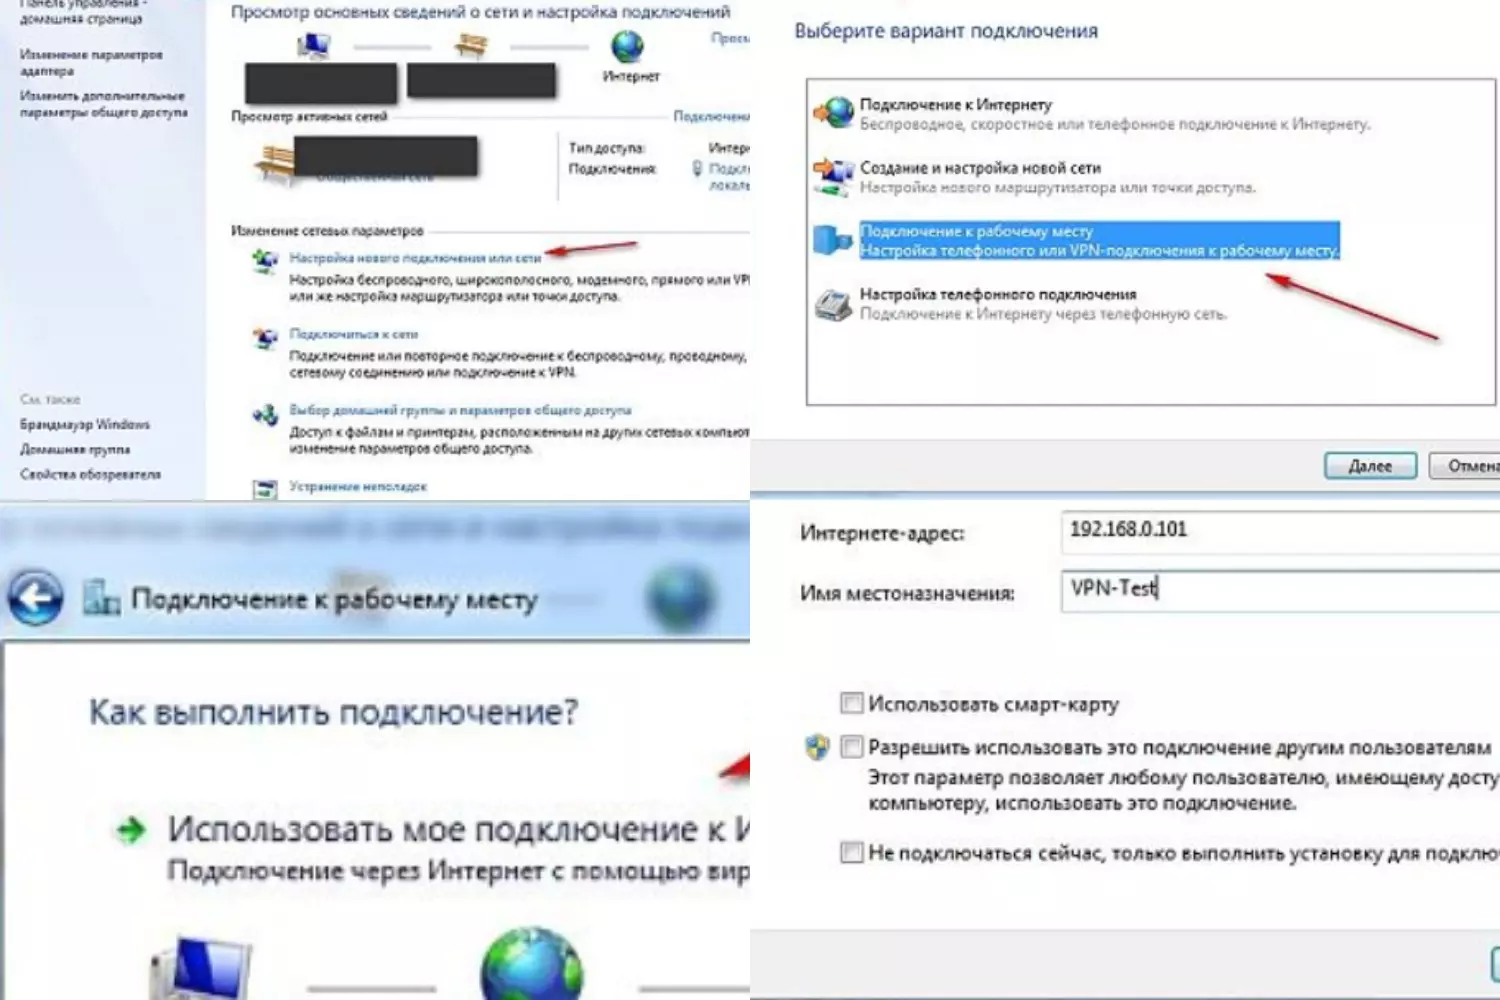 Панель управления -
домашняя страница
Изменение параметров
адаптера
Изменить дополнительные
параметры общего доступа
См. также
Брандмауэр Windows
Домашняя группа
Свойства обозревателя
Просмотр основных сведений о сети и настройка подключений
Интернет
Просмотр активных сетей
Общественная сеть
Тип доступа:
Подключения:
Изменение сетевых параметров
Настройка нового подключения или сети
Настройка беспроводного, широкополосного, модемного, прямого или VP
или же настройка маршрутизатора или точки доступа.
Подключиться к сети
Подключение или повторное подключение к беспроводному, проводному,
сетевому соединению или подключение к VPN.
Выбор домашней группы и параметров общего доступа
Доступ к файлам и принтерам, расположенным на других сетевых компьют
изменение параметров общего доступа.
Устранение неполадок
Выберите вариант подключения
Подключение к Интернету
Беспроводное, скоростное или телефонное подключение к Интернету.
Создание и настройка новой сети
Настройка нового маршрутизатора или точки доступа.
Подключение к рабочему месту
Настройка телефонного или VPN-подключения к рабочему месту.
Настройка телефонного подключения
Подключение к Интернету через телефонную сеть.
Далее
Отмена
Подключение к рабочему месту
Как выполнить подключение?
Использовать мое подключение к И
Подключение через Интернет с помощью вир
Интернете-адрес:
192.168.0.101
Имя местоназначения:
VPN-Test
Использовать смарт-карту
Разрешить использовать это подключение другим пользователям
Этот параметр позволяет любому пользователю, имеющему досту
компьютеру, использовать это подключение.
Не подключаться сейчас, только выполнить установку для подклю